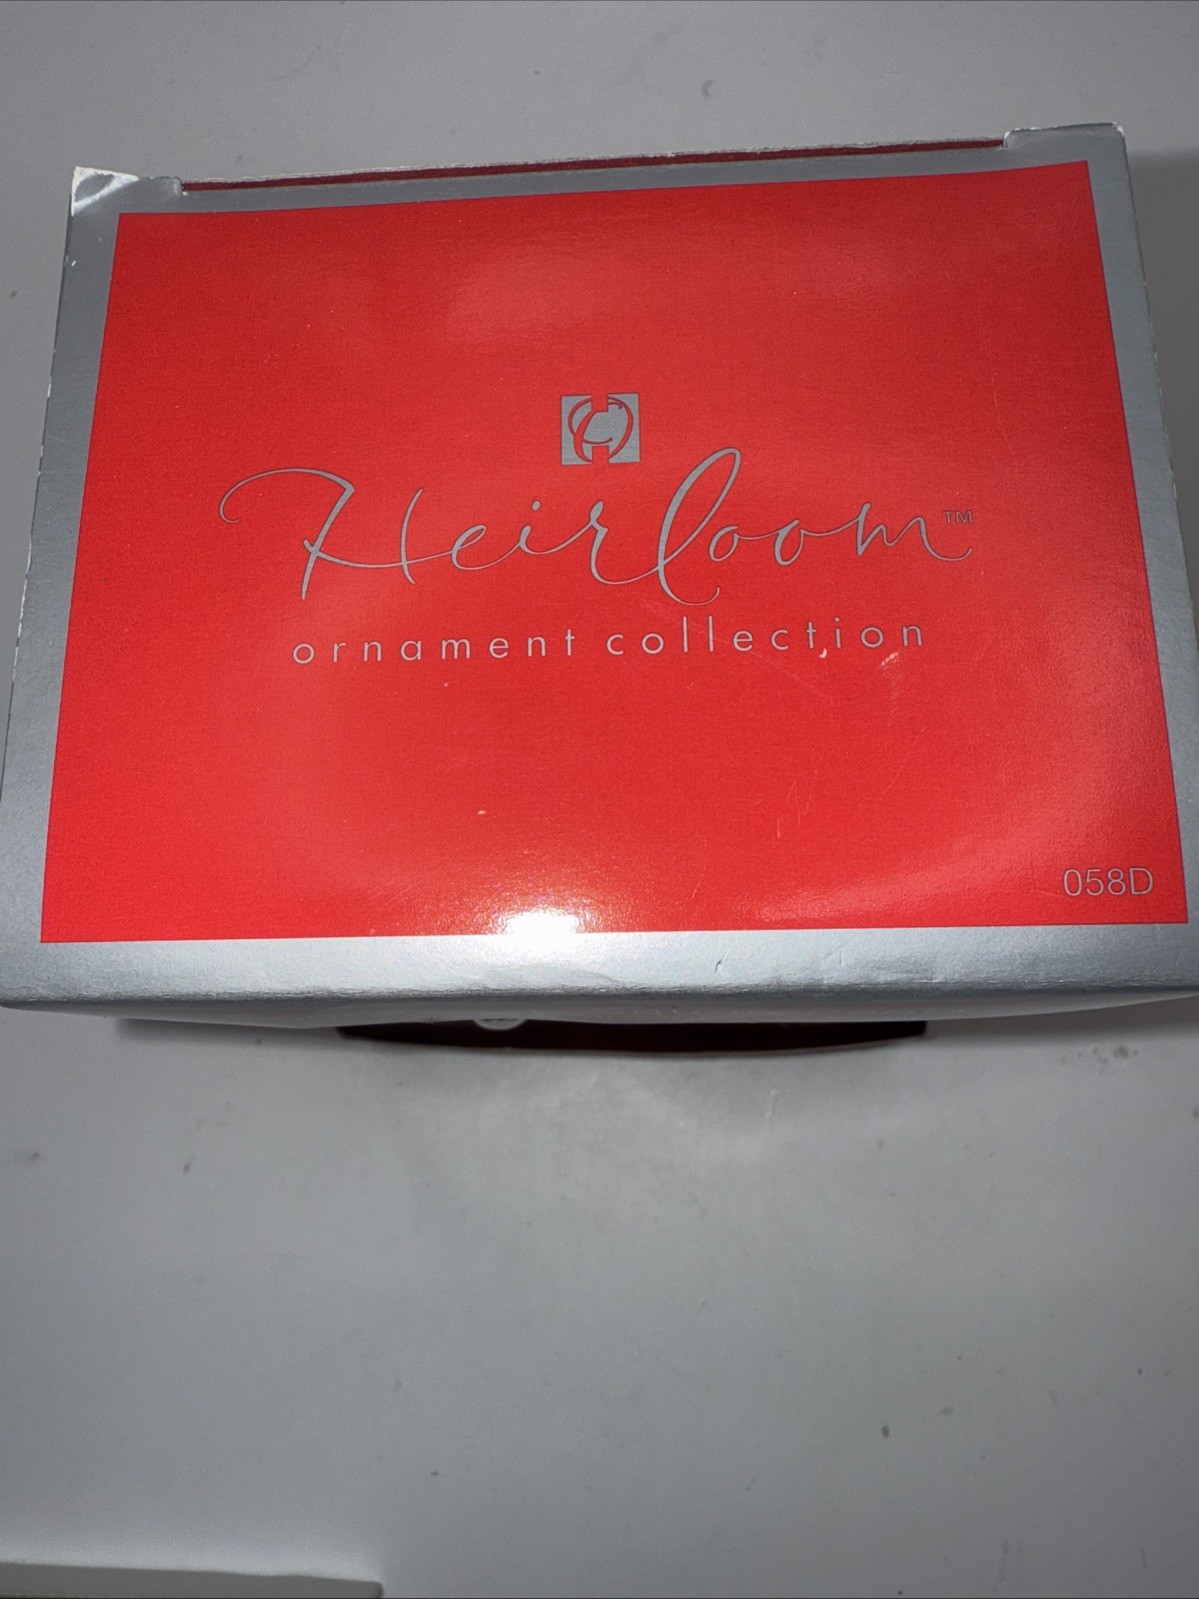 Heirloom™
ornament collection
058D